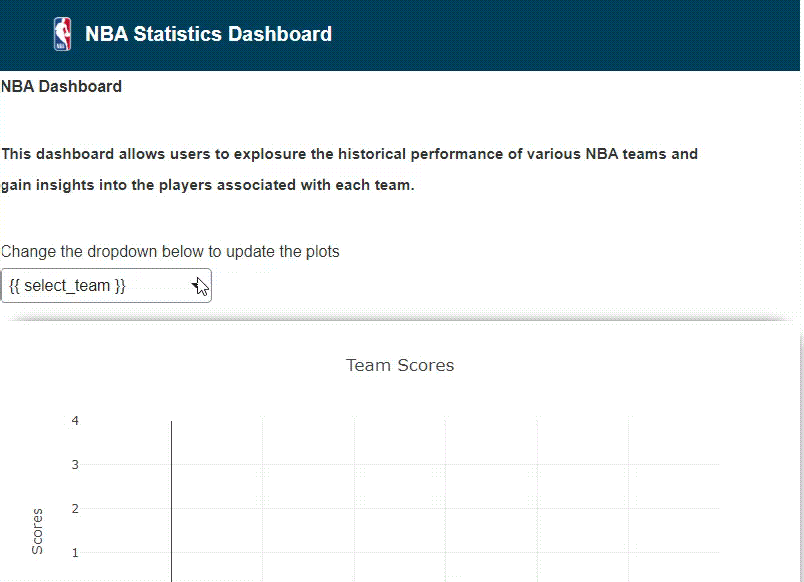 NBA Statistics Dashboard
NBA Dashboard
This dashboard allows users to explosure the historical performance of various NBA teams and
gain insights into the players associated with each team.
Change the dropdown below to update the plots
{{ select_team }}
Team Scores
4
3
2
1
Scores